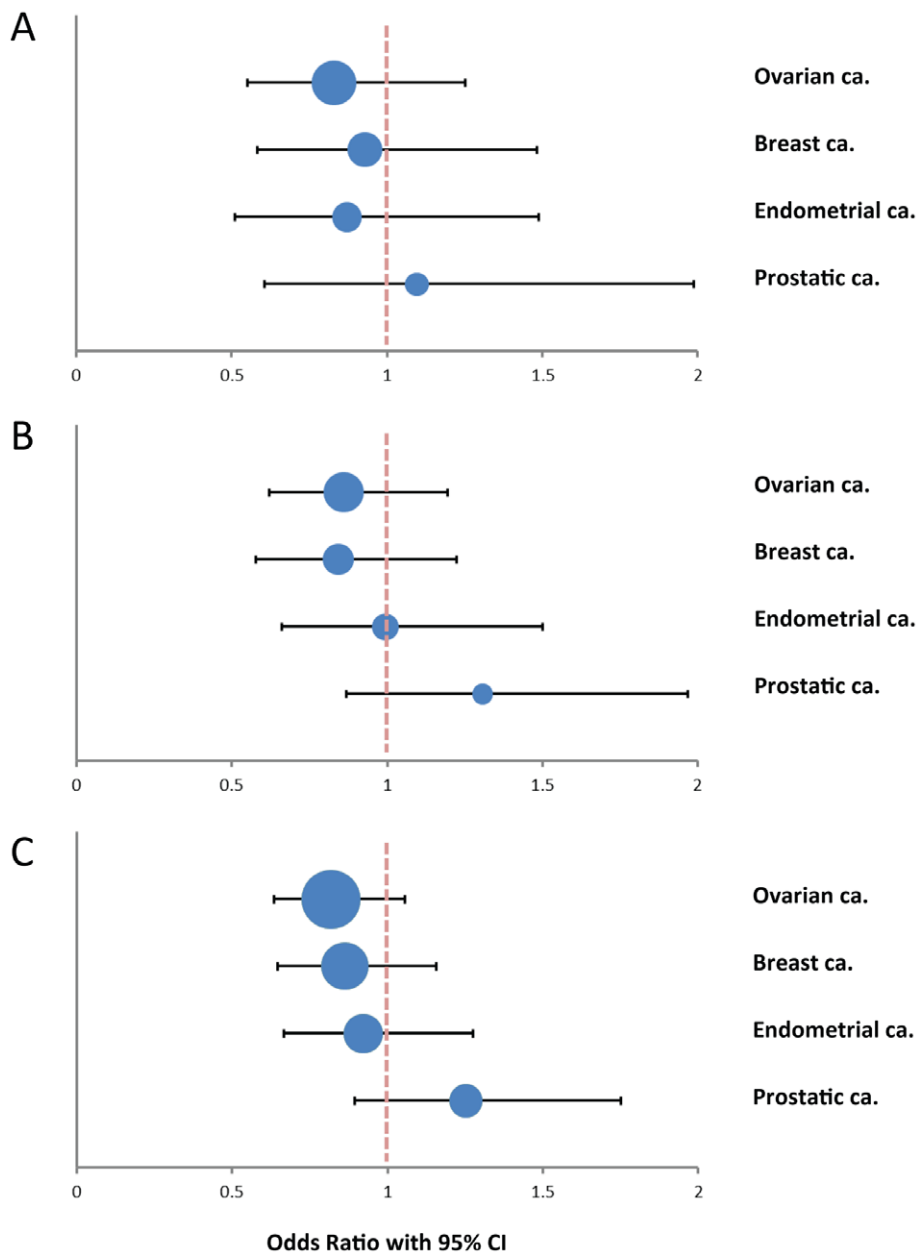 A
Ovarian ca.
Breast ca.
Endometrial ca.
Prostatic ca.
0 0.5 1 1.5 2
B
Ovarian ca.
Breast ca.
Endometrial ca.
Prostatic ca.
0 0.5 1 1.5 2
C
Ovarian ca.
Breast ca.
Endometrial ca.
Prostatic ca.
0 0.5 1 1.5 2
Odds Ratio with 95% CI